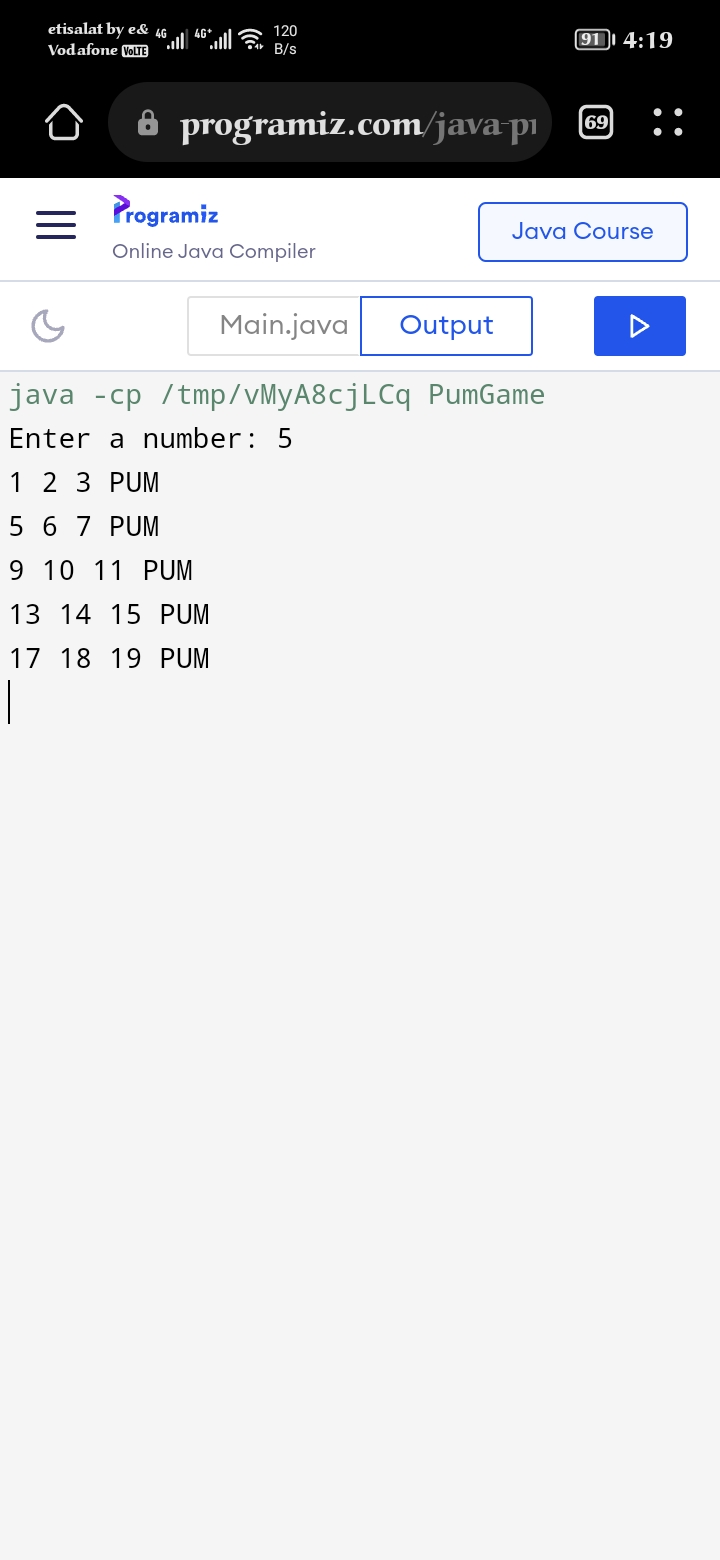 etisalat by e&
Vodafone VoLTE
4G
4G+
120
B/s
91
4:19
programiz.com/java-pr
69
Programiz
Online Java Compiler
Java Course
Main.java
Output
java -cp /tmp/vMyA8cjLCq PumGame
Enter a number: 5
1 2 3 PUM
5 6 7 PUM
9 10 11 PUM
13 14 15 PUM
17 18 19 PUM